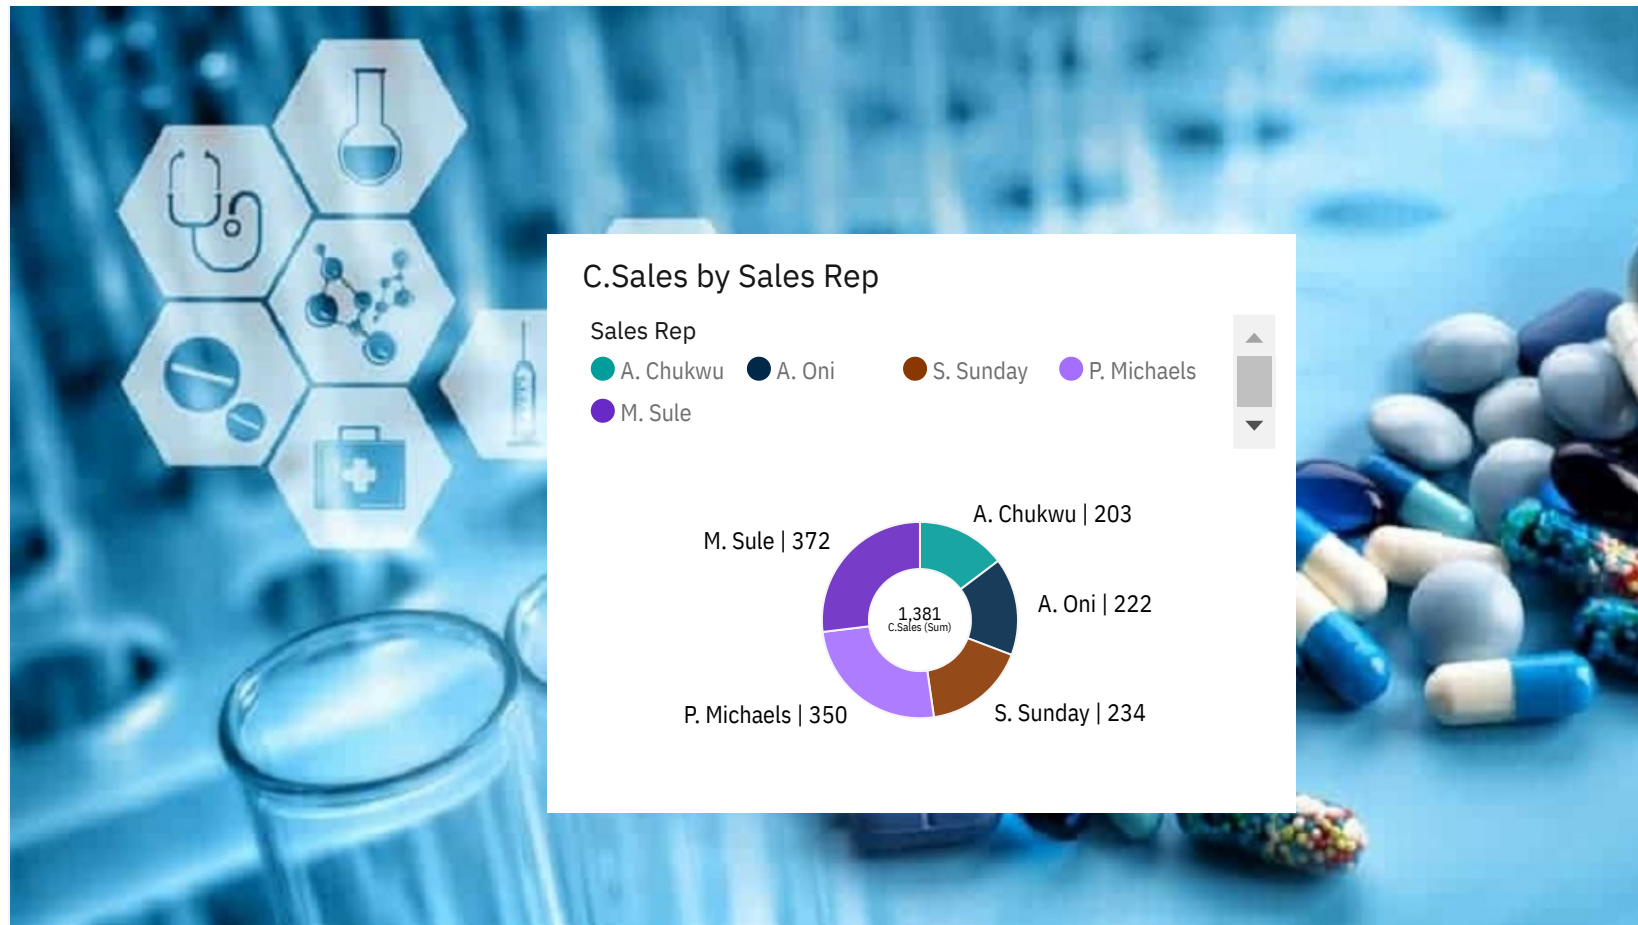 C.Sales by Sales Rep
Sales Rep
A. Chukwu A. Oni S. Sunday P. Michaels
M. Sule
A. Chukwu | 203
M. Sule | 372
A. Oni | 222
1,381
C.Sales (Sum)
P. Michaels | 350
S. Sunday | 234